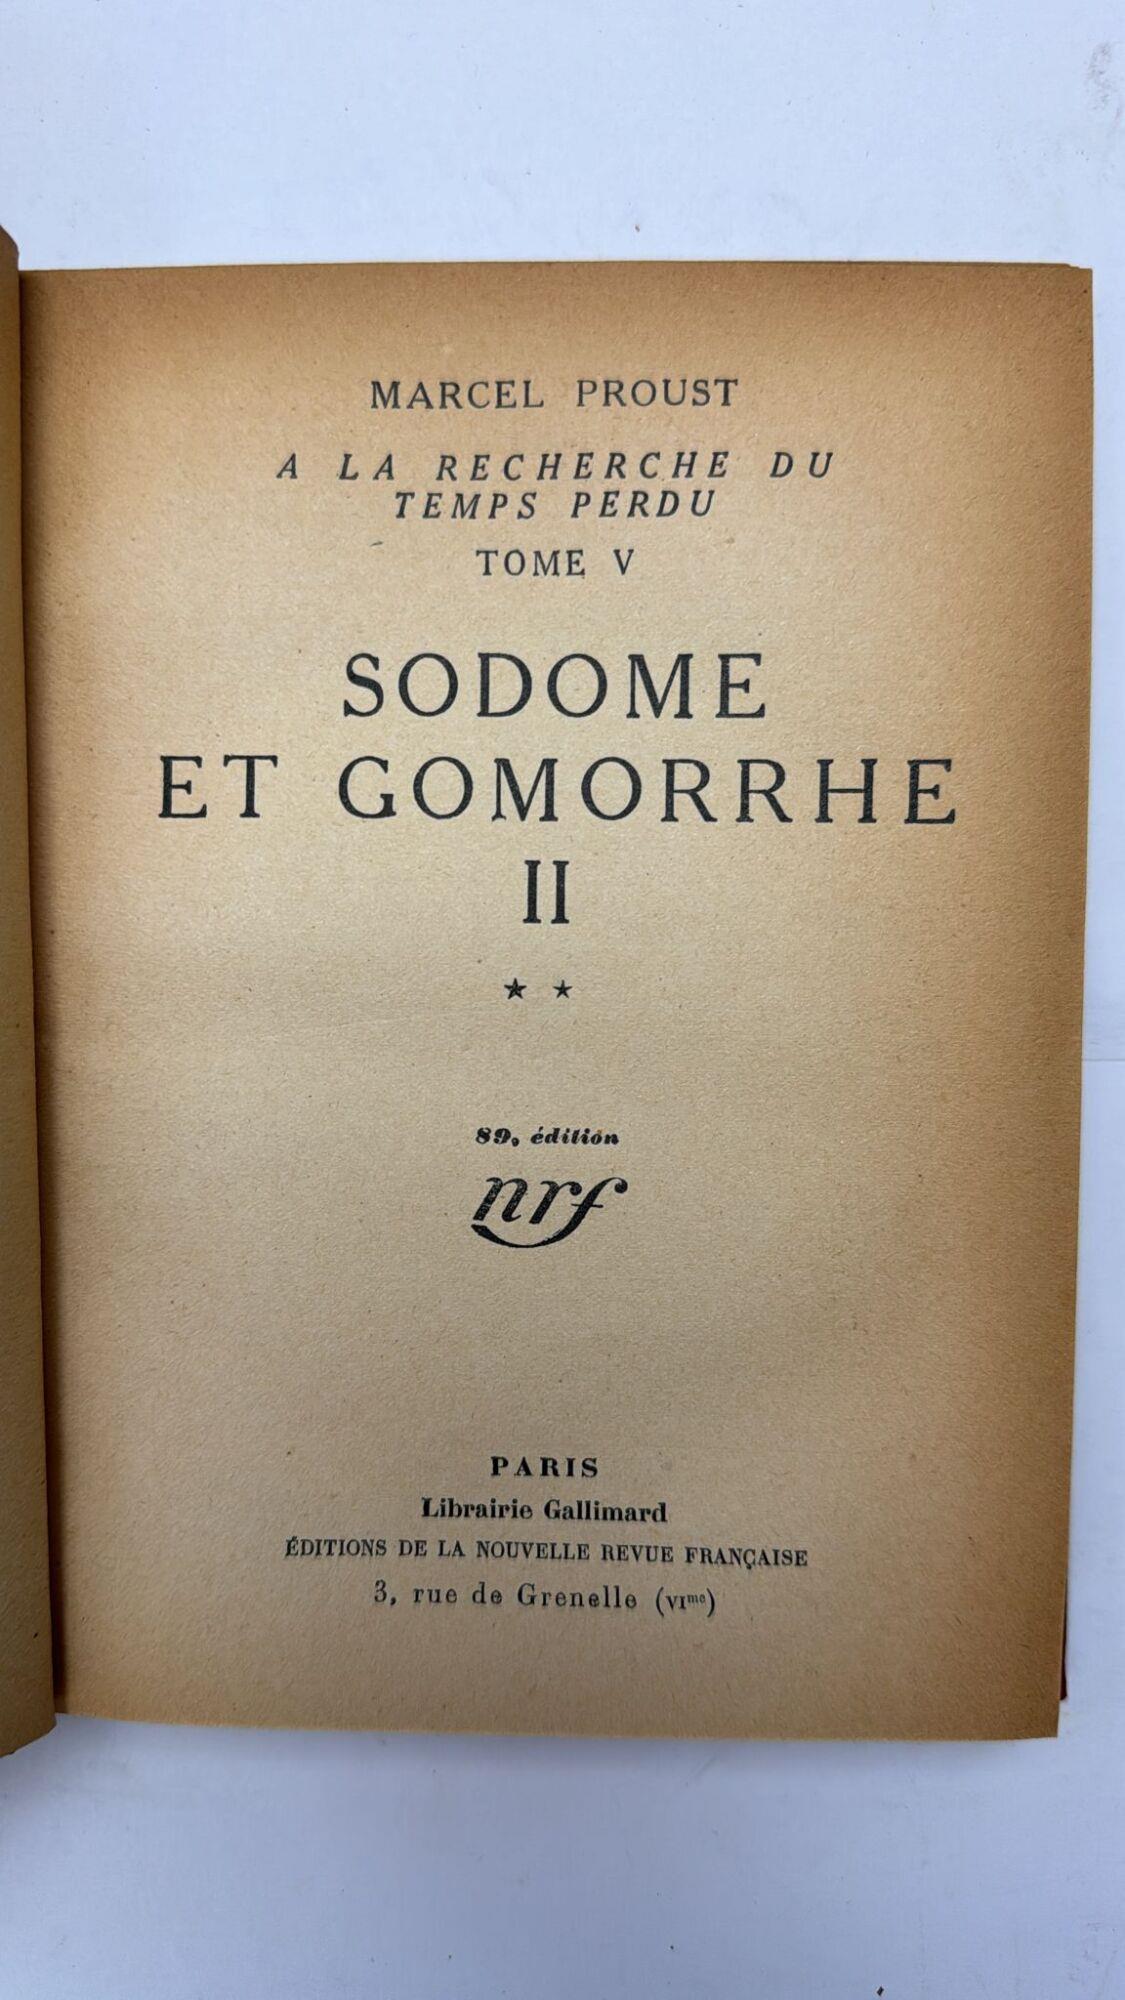 MARCEL PROUST
A LA RECHERCHE DU
TEMPS PERDU
TOME V
SODOME
ET GOMORRHE
II
★ ★
89e édition
nrf
PARIS
Librairie Gallimard
ÉDITIONS DE LA NOUVELLE REVUE FRANÇAISE
3, rue de Grenelle (VIme)